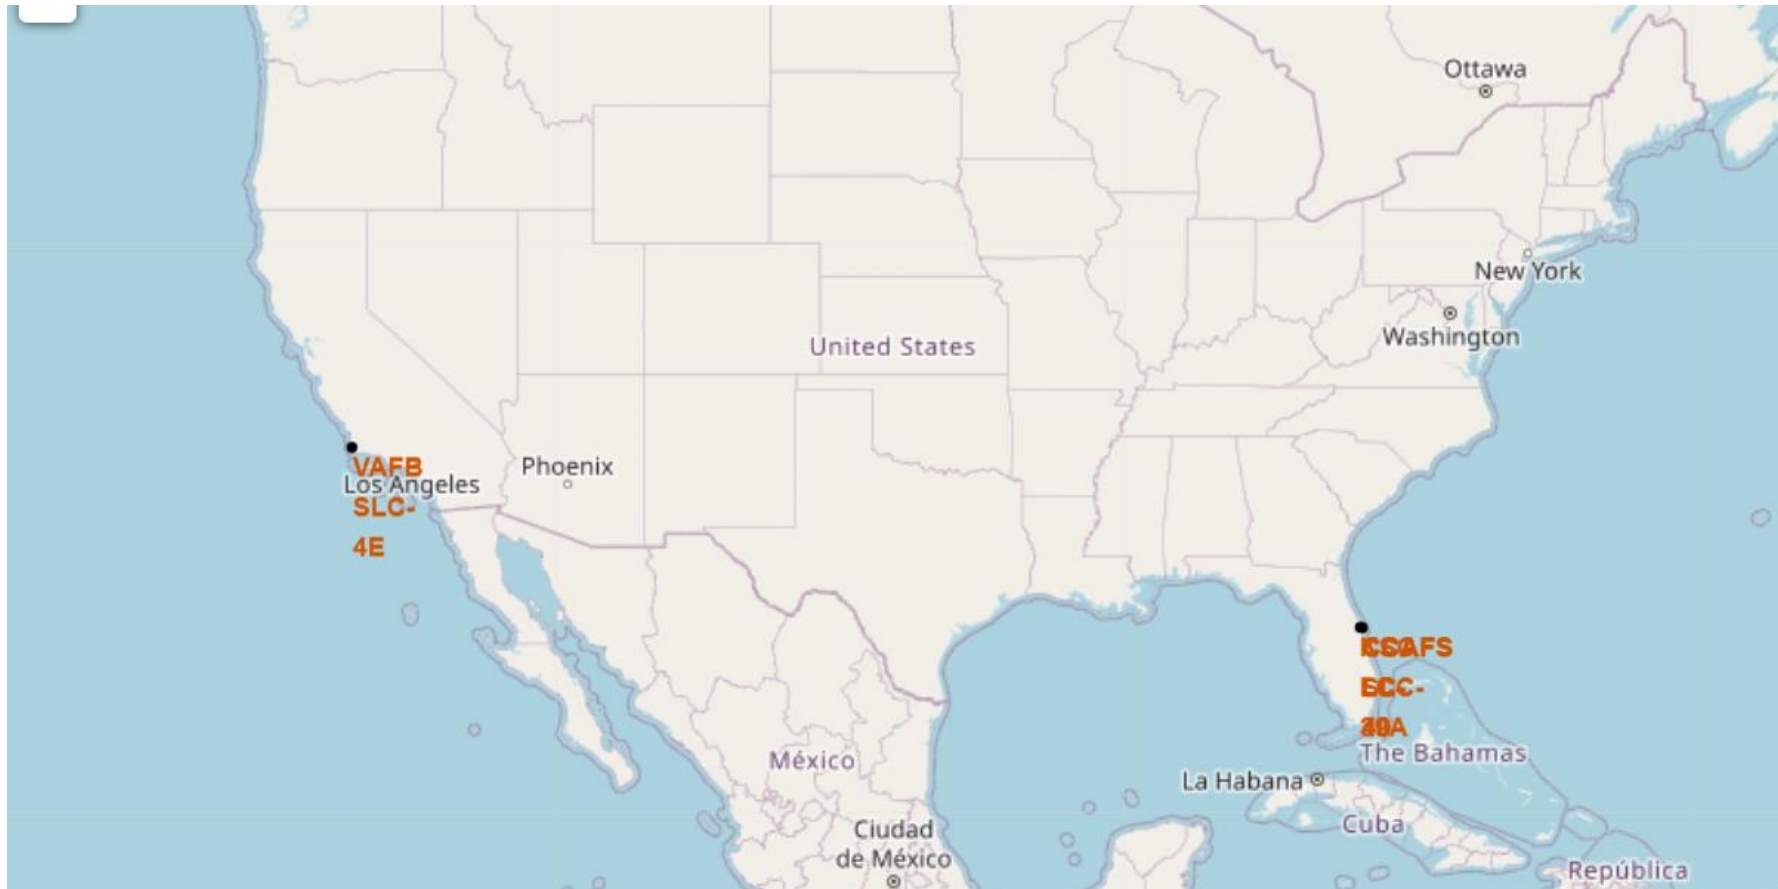 Ottawa
New York
Washington
United States
VAFB
Los Angeles
SLC-
4E
Phoenix
The Bahamas
México
La Habana
Cuba
Ciudad
de México
República